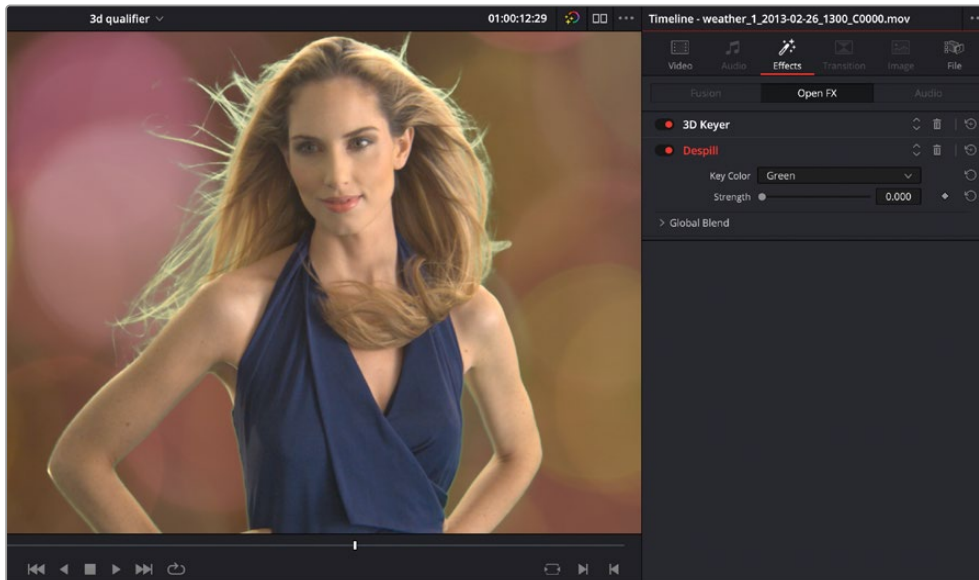 3d qualifier
01:00:12:29
Timeline - weather_1_2013-02-26_1300_C0000.mov
Video
Audio
Effects
Transition
Image
File
Fusion
Open FX
Audio
3D Keyer
Despill
Key Color
Green
Strength
0.000
Global Blend